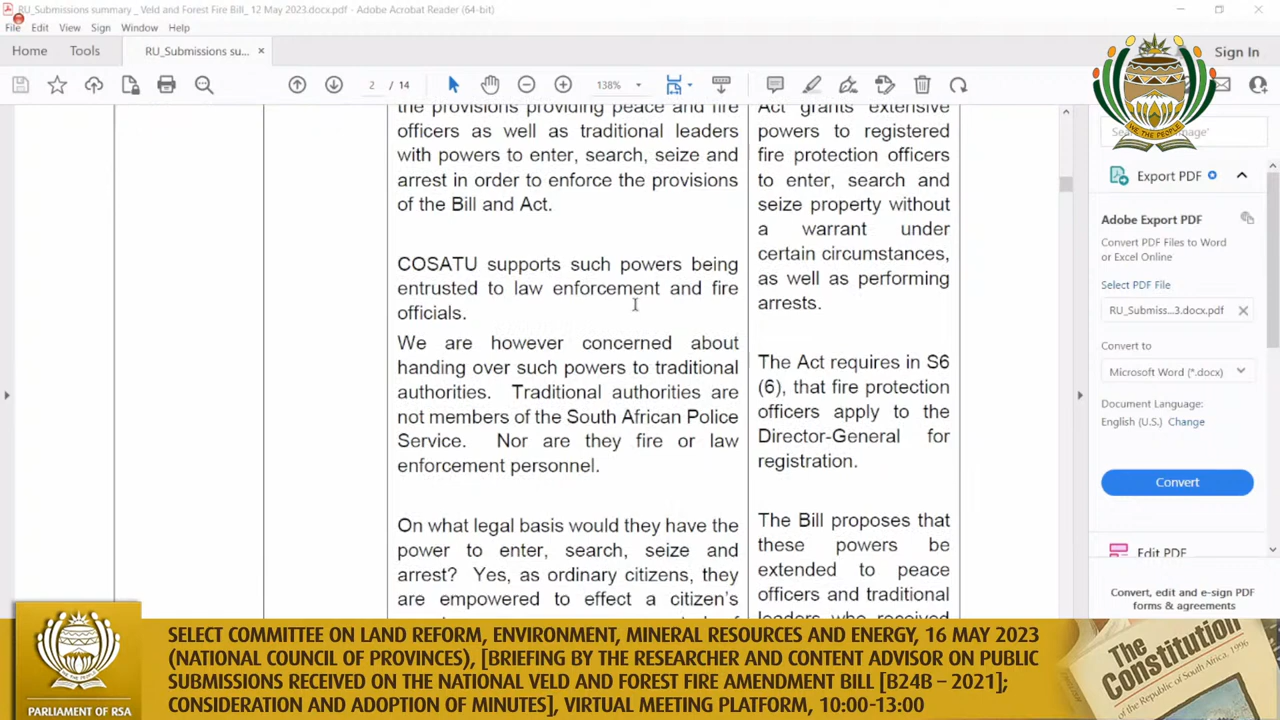 RU_Submissions summary _ Veld and Forest Fire Bill_ 12 May 2023.docx.pdf - Adobe Acrobat Reader (64-bit)
File Edit View Sign Window Help
Home Tools RU_Submissions su... × Sign In
2 / 14 138%
the provisions providing peace and fire
officers as well as traditional leaders
with powers to enter, search, seize and
arrest in order to enforce the provisions
of the Bill and Act.
COSATU supports such powers being
entrusted to law enforcement and fire
officials.
We are however concerned about
handing over such powers to traditional
authorities. Traditional authorities are
not members of the South African Police
Service. Nor are they fire or law
enforcement personnel.
On what legal basis would they have the
power to enter, search, seize and
arrest? Yes, as ordinary citizens, they
are empowered to effect a citizen's
Act grants extensive
powers to registered
fire protection officers
to enter, search and
seize property without
a warrant under
certain circumstances,
as well as performing
arrests.
The Act requires in S6
(6), that fire protection
officers apply to the
Director-General for
registration.
The Bill proposes that
these powers be
extended to peace
officers and traditional
leaders who received
WE THE PEOPLE
Export PDF
Adobe Export PDF
Convert PDF Files to Word
or Excel Online
Select PDF File
RU_Submiss...3.docx.pdf
Convert to
Microsoft Word (*.docx)
Document Language:
English (U.S.) Change
Convert
Edit PDF
Convert, edit and e-sign PDF
forms & agreements
PARLIAMENT OF RSA
SELECT COMMITTEE ON LAND REFORM, ENVIRONMENT, MINERAL RESOURCES AND ENERGY, 16 MAY 2023
(NATIONAL COUNCIL OF PROVINCES), [BRIEFING BY THE RESEARCHER AND CONTENT ADVISOR ON PUBLIC
SUBMISSIONS RECEIVED ON THE NATIONAL VELD AND FOREST FIRE AMENDMENT BILL [B24B – 2021];
CONSIDERATION AND ADOPTION OF MINUTES], VIRTUAL MEETING PLATFORM, 10:00-13:00
The
Constitution
of the Republic of South Africa, 1996